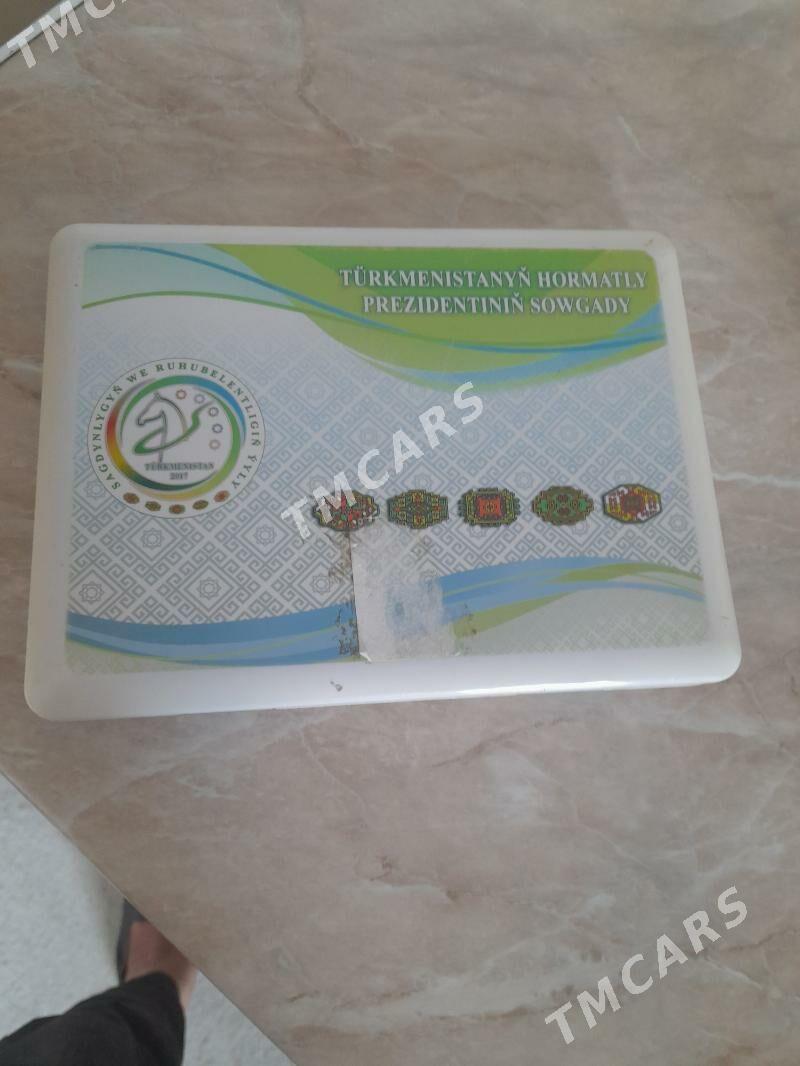 TMCARS
TÜRKMENISTANYŇ HORMATLY
PREZIDENTINIŇ SOWGADY
SAGDYNLYGYŇ WE RUHUBELENTLIGIŇ ÝYLY
TÜRKMENISTAN
2017
TMCARS
TMCARS